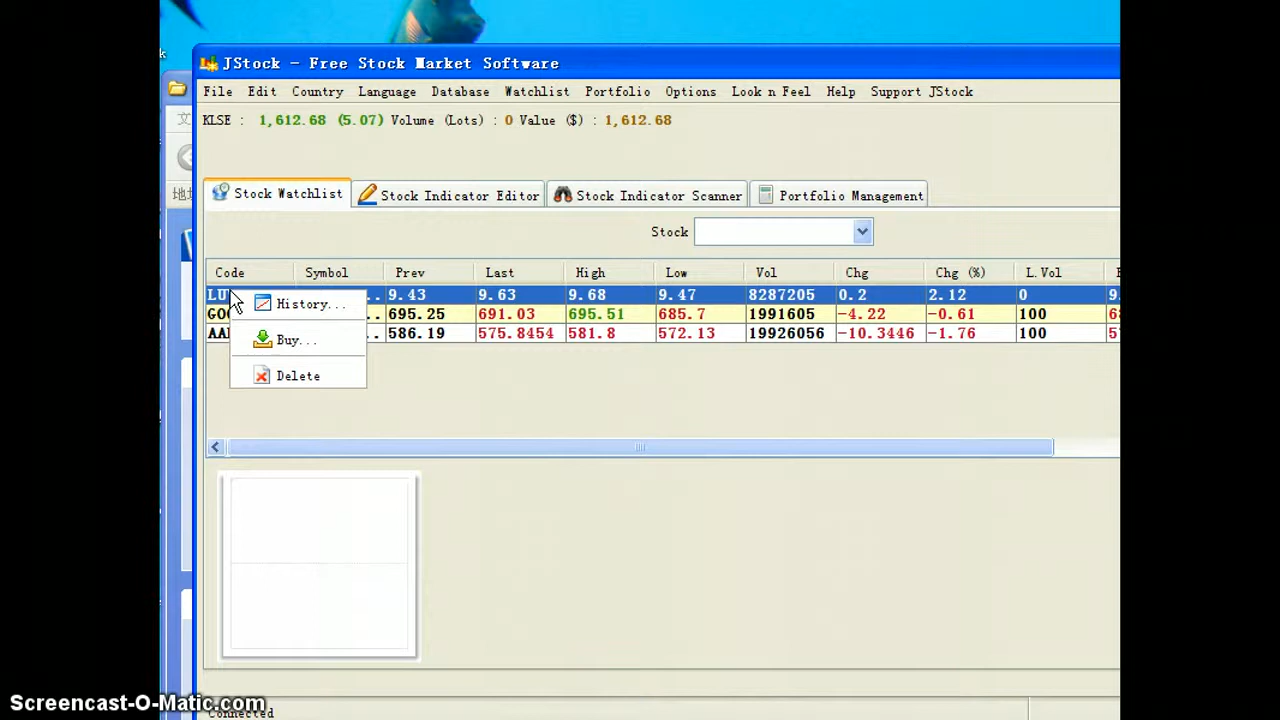 JStock - Free Stock Market Software
File Edit Country Language Database Watchlist Portfolio Options Look n Feel Help Support JStock
文
KLSE : 1,612.68 (5.07) Volume (Lots) : 0 Value ($) : 1,612.68
Stock Watchlist Stock Indicator Editor Stock Indicator Scanner Portfolio Management
Stock
Code Symbol Prev Last High Low Vol Chg Chg (%) L.Vol
LU .. 9.43 9.63 9.68 9.47 8287205 0.2 2.12 0 9.
GOO .. 695.25 691.03 695.51 685.7 1991605 -4.22 -0.61 100
AAP .. 586.19 575.8454 581.8 572.13 19926056 -10.3446 -1.76 100
History...
Buy...
Delete
Connected
Screencast-O-Matic.com